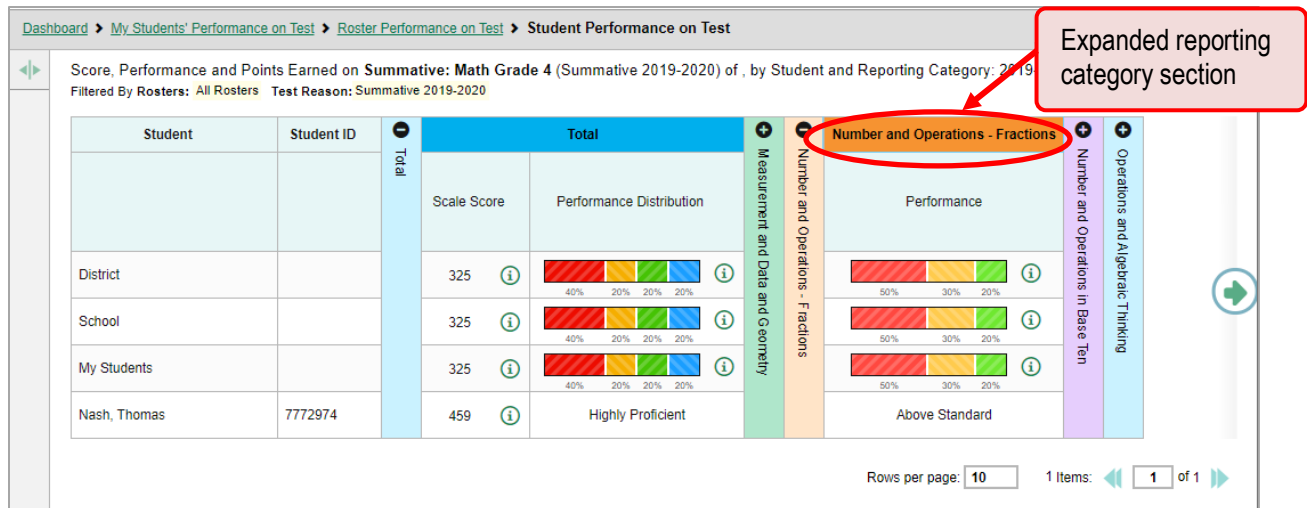 Dashboard > My Students' Performance on Test > Roster Performance on Test > Student Performance on Test
Expanded reporting
category section
Score, Performance and Points Earned on Summative: Math Grade 4 (Summative 2019-2020) of , by Student and Reporting Category: 2019-
Filtered By Rosters: All Rosters Test Reason: Summative 2019-2020
Student Student ID Total Total Measurement and Data and Geometry Number and Operations - Fractions Number and Operations - Fractions Number and Operations in Base Ten Operations and Algebraic Thinking
Scale Score Performance Distribution Performance
District 325 i i i
40% 20% 20% 20% 50% 30% 20%
School 325 i i i
40% 20% 20% 20% 50% 30% 20%
My Students 325 i i i
40% 20% 20% 20% 50% 30% 20%
Nash, Thomas 7772974 459 i Highly Proficient Above Standard
Rows per page: 10 1 Items: 1 of 1